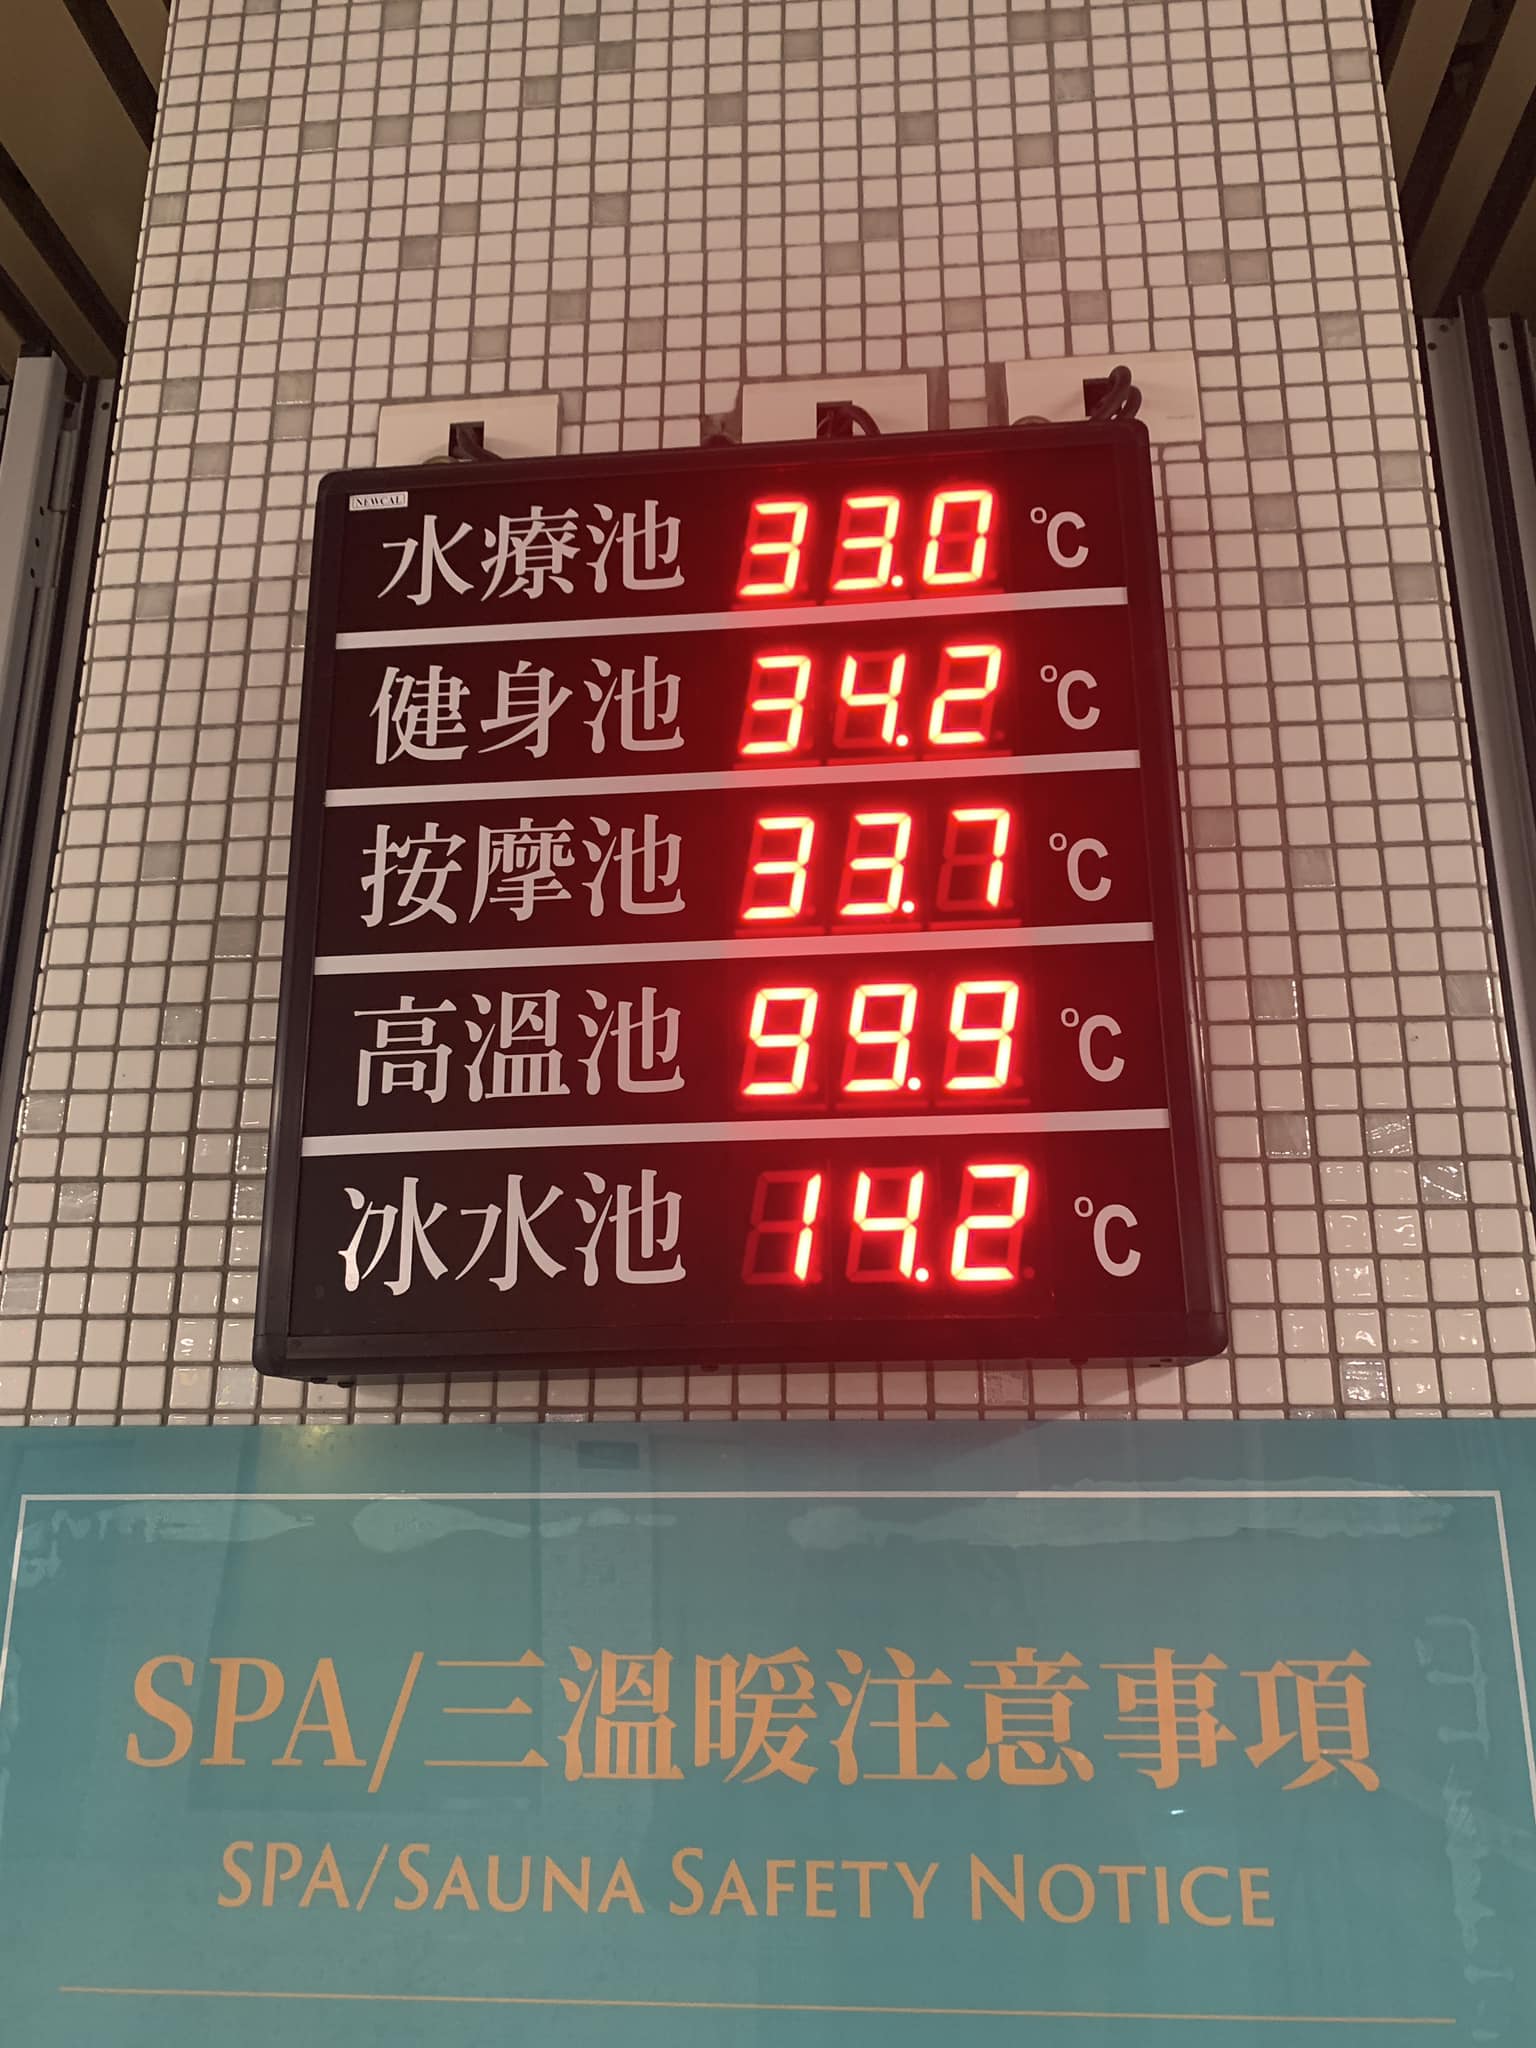 NEWCAL
水療池 33.0 °C
健身池 34.2 °C
按摩池 33.1 °C
高溫池 99.9 °C
冰水池 14.2 °C
SPA/三溫暖注意事項
SPA/SAUNA SAFETY NOTICE